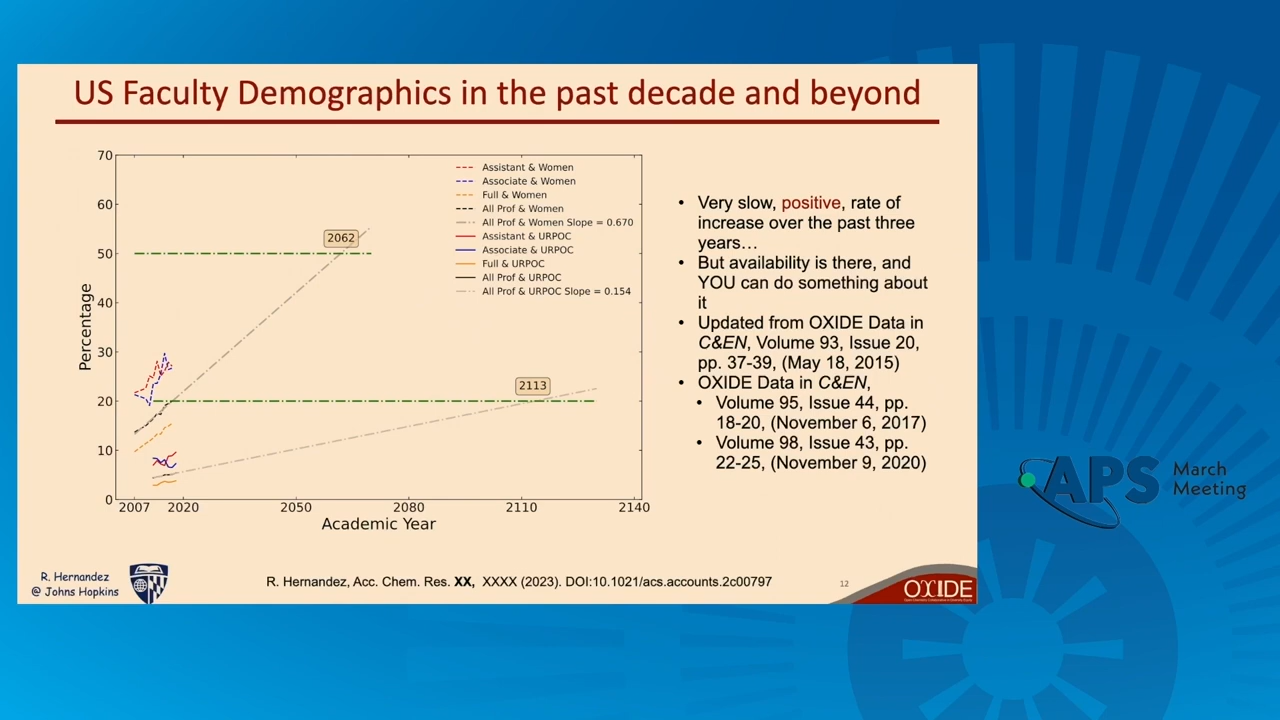 US Faculty Demographics in the past decade and beyond
70
60
50
40
30
20
10
0
Percentage
2007 2020 2050 2080 2110 2140
Academic Year
2062
2113
Assistant & Women
Associate & Women
Full & Women
All Prof & Women
All Prof & Women Slope = 0.670
Assistant & URPOC
Associate & URPOC
Full & URPOC
All Prof & URPOC
All Prof & URPOC Slope = 0.154
• Very slow, positive, rate of
increase over the past three
years…
• But availability is there, and
YOU can do something about
it
• Updated from OXIDE Data in
C&EN, Volume 93, Issue 20,
pp. 37-39, (May 18, 2015)
• OXIDE Data in C&EN,
• Volume 95, Issue 44, pp.
18-20, (November 6, 2017)
• Volume 98, Issue 43, pp.
22-25, (November 9, 2020)
APS March
Meeting
R. Hernandez
@ Johns Hopkins
R. Hernandez, Acc. Chem. Res. XX, XXXX (2023). DOI:10.1021/acs.accounts.2c00797
12
OXIDE